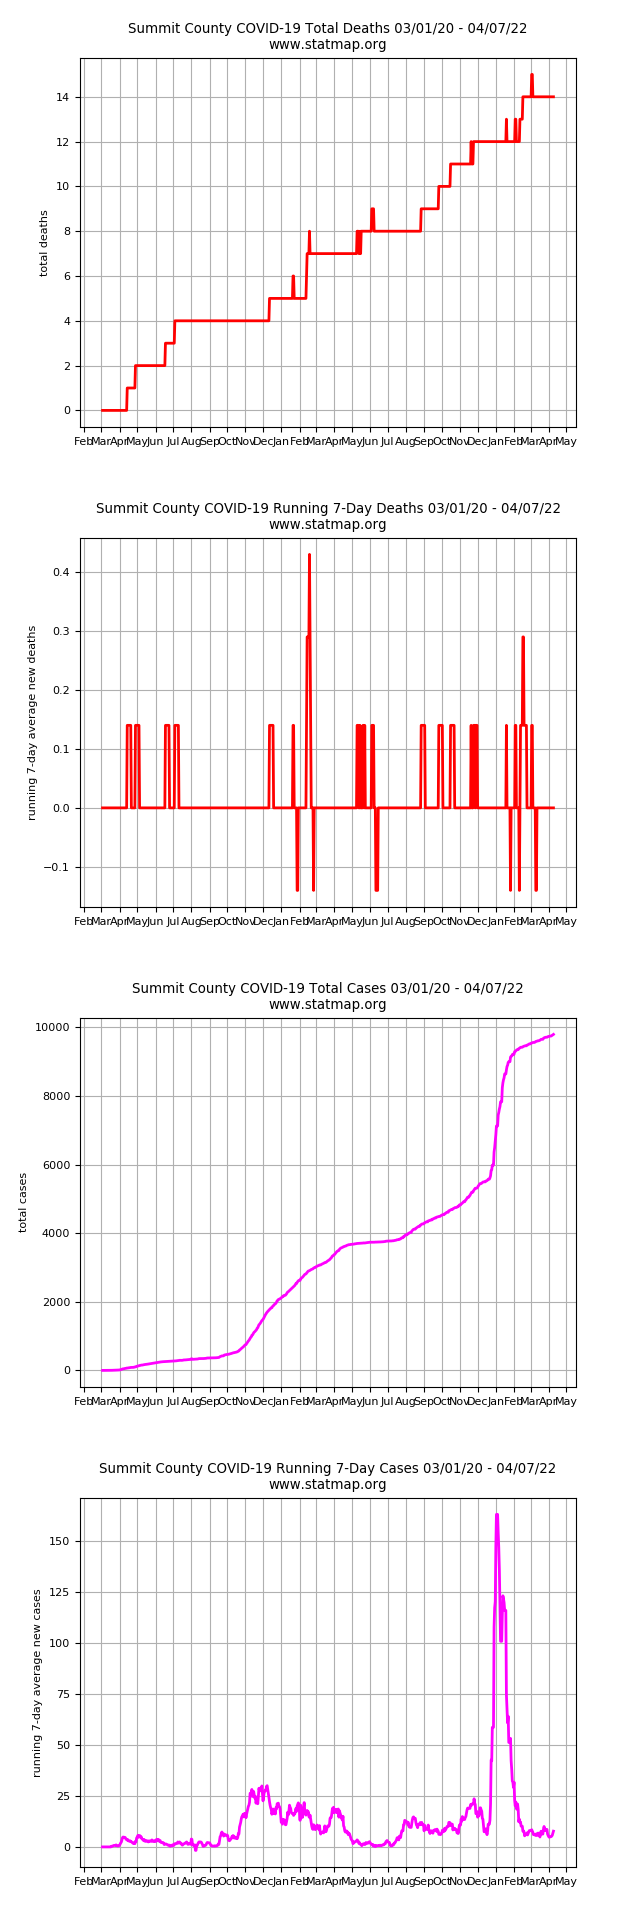 Summit County COVID-19 Total Deaths 03/01/20 - 04/07/22
www.statmap.org
14
12
10
8
6
4
2
0
total deaths
Feb Mar Apr May Jun Jul Aug Sep Oct Nov Dec Jan Feb Mar Apr May Jun Jul Aug Sep Oct Nov Dec Jan Feb Mar Apr May
Summit County COVID-19 Running 7-Day Deaths 03/01/20 - 04/07/22
www.statmap.org
0.4
0.3
0.2
0.1
0.0
−0.1
running 7-day average new deaths
Feb Mar Apr May Jun Jul Aug Sep Oct Nov Dec Jan Feb Mar Apr May Jun Jul Aug Sep Oct Nov Dec Jan Feb Mar Apr May
Summit County COVID-19 Total Cases 03/01/20 - 04/07/22
www.statmap.org
10000
8000
6000
4000
2000
0
total cases
Feb Mar Apr May Jun Jul Aug Sep Oct Nov Dec Jan Feb Mar Apr May Jun Jul Aug Sep Oct Nov Dec Jan Feb Mar Apr May
Summit County COVID-19 Running 7-Day Cases 03/01/20 - 04/07/22
www.statmap.org
150
125
100
75
50
25
0
running 7-day average new cases
Feb Mar Apr May Jun Jul Aug Sep Oct Nov Dec Jan Feb Mar Apr May Jun Jul Aug Sep Oct Nov Dec Jan Feb Mar Apr May